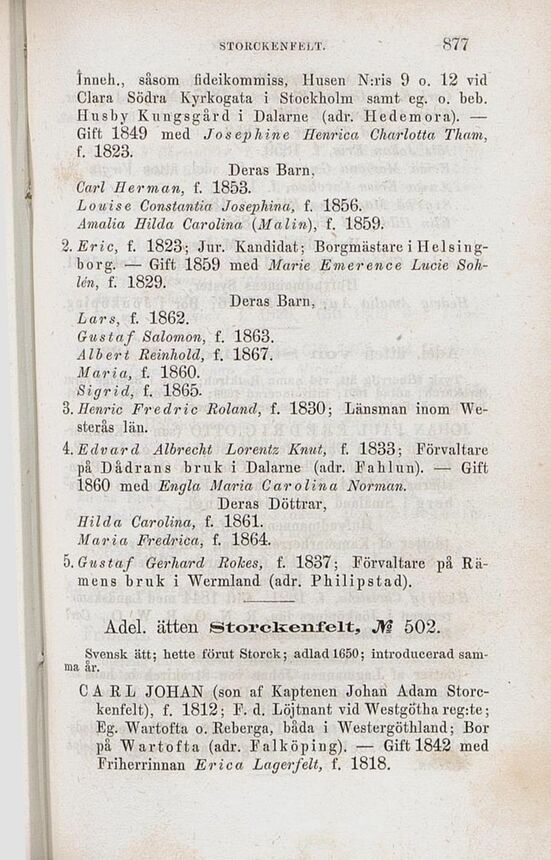 STORCKENFELT. 877
Inneh., såsom fideikommiss, Husen N:ris 9 o. 12 vid
Clara Södra Kyrkogata i Stockholm samt eg. o. beb.
Husby Kungsgård i Dalarne (adr. Hedemora). —
Gift 1849 med Josephine Henrica Charlotta Tham,
f. 1823.
Deras Barn,
Carl Herman, f. 1853.
Louise Constantia Josephina, f. 1856.
Amalia Hilda Carolina (Malin), f. 1859.
2. Eric, f. 1823; Jur. Kandidat; Borgmästare i Helsing-
borg. — Gift 1859 med Marie Emerence Lucie Soh-
lén, f. 1829.
Deras Barn,
Lars, f. 1862.
Gustaf Salomon, f. 1863.
Albert Reinhold, f. 1867.
Maria, f. 1860.
Sigrid, f. 1865.
3. Henric Fredric Roland, f. 1830; Länsman inom We-
sterås län.
4. Edvard Albrecht Lorentz Knut, f. 1833; Förvaltare
på Dådrans bruk i Dalarne (adr. Fahlun). — Gift
1860 med Engla Maria Carolina Norman.
Deras Döttrar,
Hilda Carolina, f. 1861.
Maria Fredrica, f. 1864.
5. Gustaf Gerhard Rokes, f. 1837; Förvaltare på Rä-
mens bruk i Wermland (adr. Philipstad).
Adel. ätten Storckenfelt, № 502.
Svensk ätt; hette förut Storck; adlad 1650; introducerad sam-
ma år.
CARL JOHAN (son af Kaptenen Johan Adam Storc-
kenfelt), f. 1812; F. d. Löjtnant vid Westgötha reg:te;
Eg. Wartofta o. Reberga, båda i Westergöthland; Bor
på Wartofta (adr. Falköping). — Gift 1842 med
Friherrinnan Erica Lagerfelt, f. 1818.